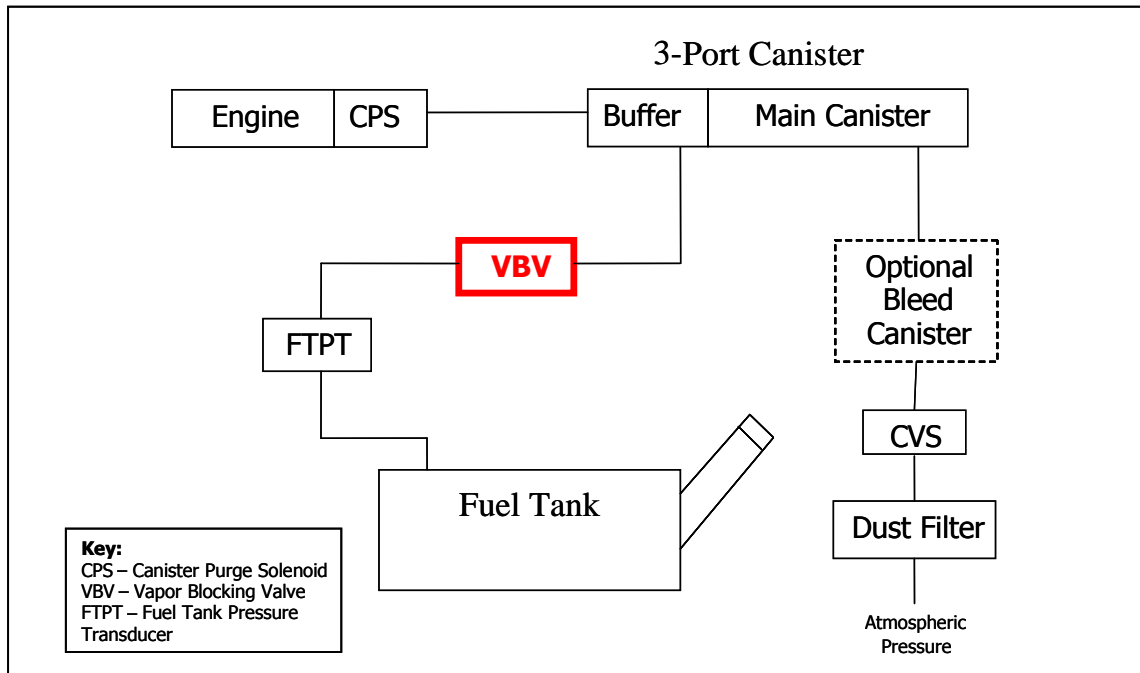 3-Port Canister
Engine
CPS
Buffer
Main Canister
VBV
Optional
Bleed
Canister
FTPT
CVS
Fuel Tank
Dust Filter
Key:
CPS – Canister Purge Solenoid
VBV – Vapor Blocking Valve
FTPT – Fuel Tank Pressure
Transducer
Atmospheric
Pressure